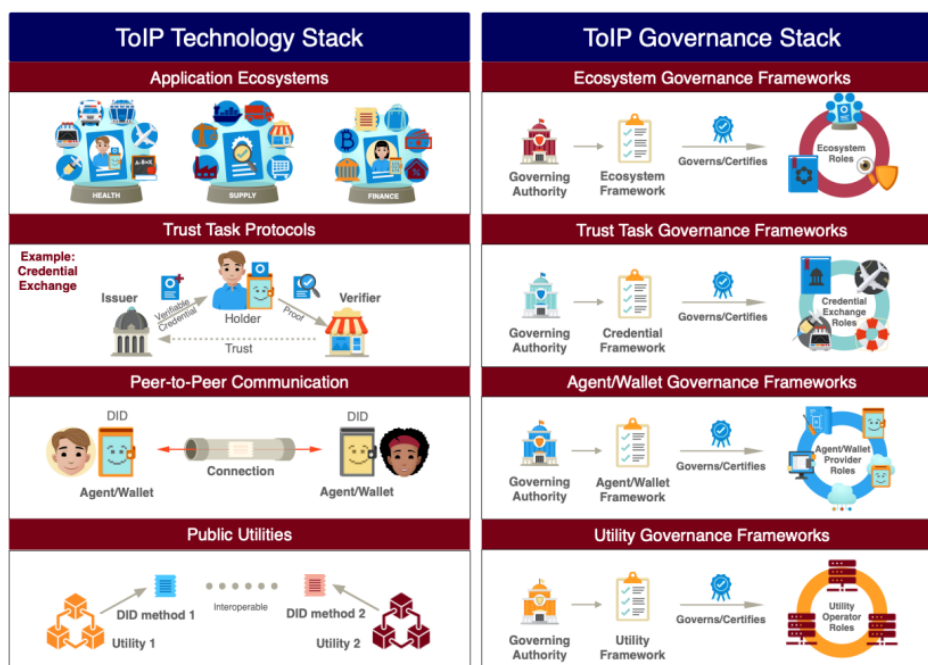 ToIP Technology Stack
Application Ecosystems
HEALTH
SUPPLY
FINANCE
Trust Task Protocols
Example:
Credential
Exchange
Issuer
Verifiable
Credential
Holder
Proof
Verifier
Trust
Peer-to-Peer Communication
DID
DID
Connection
Agent/Wallet
Agent/Wallet
Public Utilities
DID method 1
Interoperable
DID method 2
Utility 1
Utility 2
ToIP Governance Stack
Ecosystem Governance Frameworks
Governing
Authority
Ecosystem
Framework
Governs/Certifies
Ecosystem
Roles
Trust Task Governance Frameworks
Governing
Authority
Credential
Framework
Governs/Certifies
Credential
Exchange
Roles
Agent/Wallet Governance Frameworks
Governing
Authority
Agent/Wallet
Framework
Governs/Certifies
Agent/Wallet
Provider
Roles
Utility Governance Frameworks
Governing
Authority
Utility
Framework
Governs/Certifies
Utility
Operator
Roles